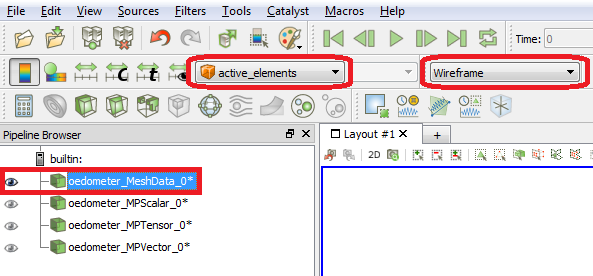 File Edit View Sources Filters Tools Catalyst Macros Help
Time: 0
active_elements Wireframe
Pipeline Browser
Layout #1
builtin:
2D
oedometer_MeshData_0*
oedometer_MPScalar_0*
oedometer_MPTensor_0*
oedometer_MPVector_0*